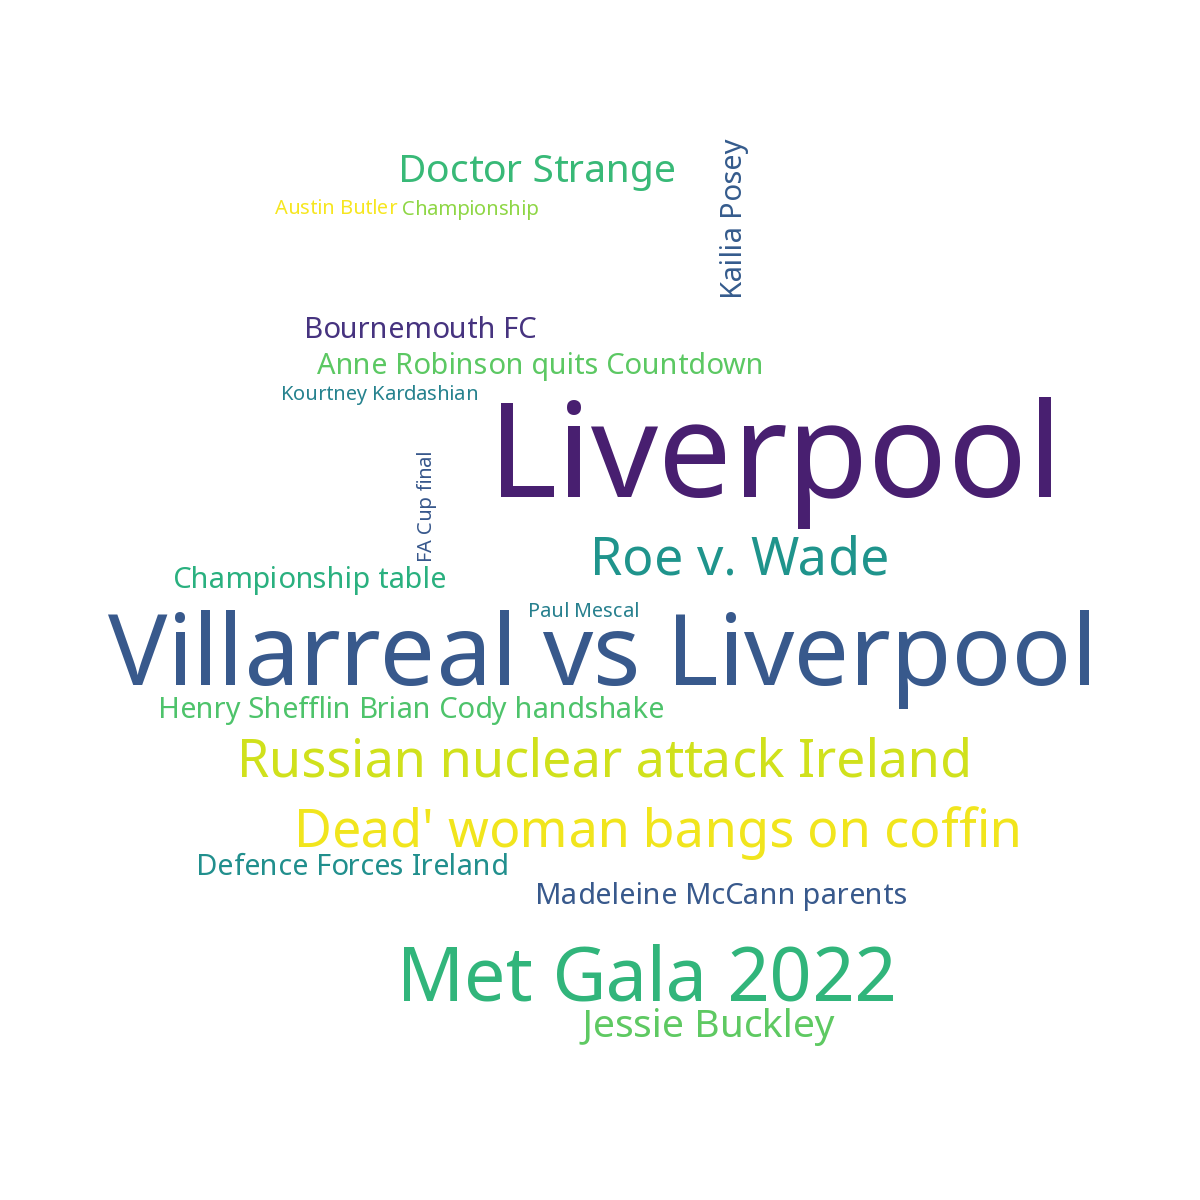 Doctor Strange
Kailia Posey
Austin Butler
Championship
Bournemouth FC
Anne Robinson quits Countdown
Kourtney Kardashian
Liverpool
FA Cup final
Roe v. Wade
Championship table
Paul Mescal
Villarreal vs Liverpool
Henry Shefflin Brian Cody handshake
Russian nuclear attack Ireland
Dead' woman bangs on coffin
Defence Forces Ireland
Madeleine McCann parents
Met Gala 2022
Jessie Buckley